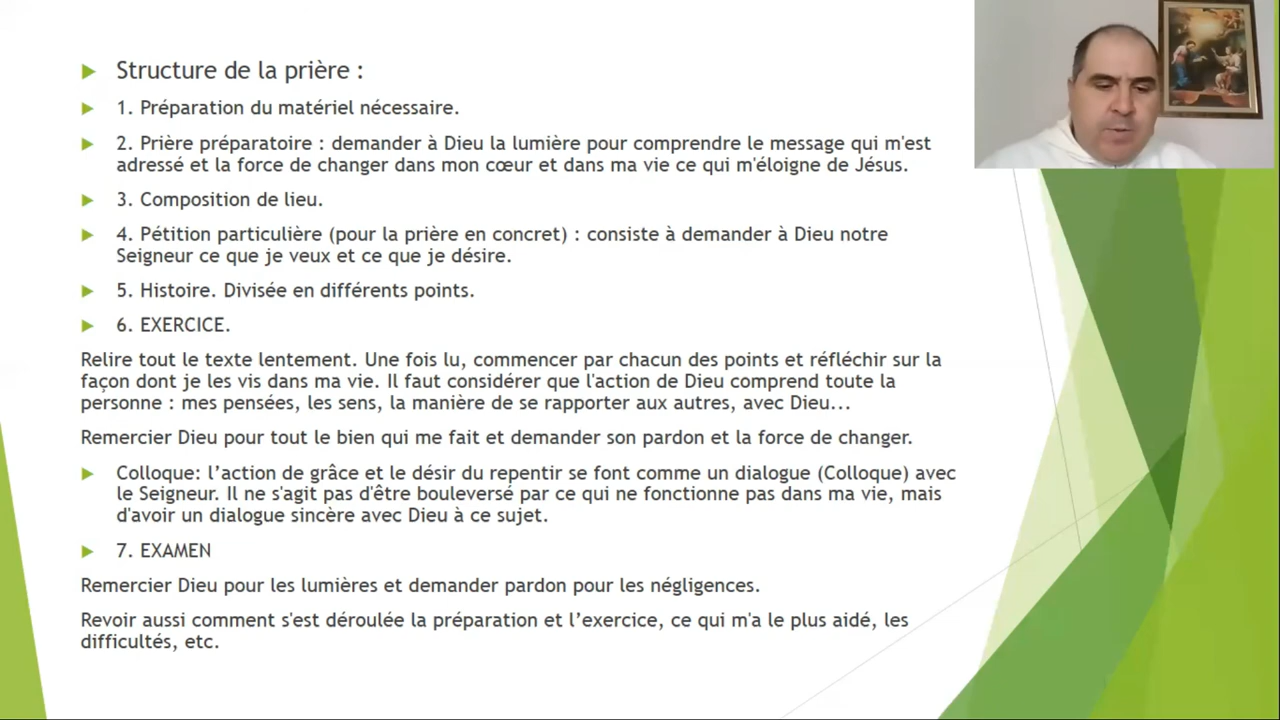 Structure de la prière :
1. Préparation du matériel nécessaire.
2. Prière préparatoire : demander à Dieu la lumière pour comprendre le message qui m'est
adressé et la force de changer dans mon cœur et dans ma vie ce qui m'éloigne de Jésus.
3. Composition de lieu.
4. Pétition particulière (pour la prière en concret) : consiste à demander à Dieu notre
Seigneur ce que je veux et ce que je désire.
5. Histoire. Divisée en différents points.
6. EXERCICE.
Relire tout le texte lentement. Une fois lu, commencer par chacun des points et réfléchir sur la
façon dont je les vis dans ma vie. Il faut considérer que l'action de Dieu comprend toute la
personne : mes pensées, les sens, la manière de se rapporter aux autres, avec Dieu...
Remercier Dieu pour tout le bien qui me fait et demander son pardon et la force de changer.
Colloque: l’action de grâce et le désir du repentir se font comme un dialogue (Colloque) avec
le Seigneur. Il ne s'agit pas d'être bouleversé par ce qui ne fonctionne pas dans ma vie, mais
d'avoir un dialogue sincère avec Dieu à ce sujet.
7. EXAMEN
Remercier Dieu pour les lumières et demander pardon pour les négligences.
Revoir aussi comment s'est déroulée la préparation et l’exercice, ce qui m'a le plus aidé, les
difficultés, etc.